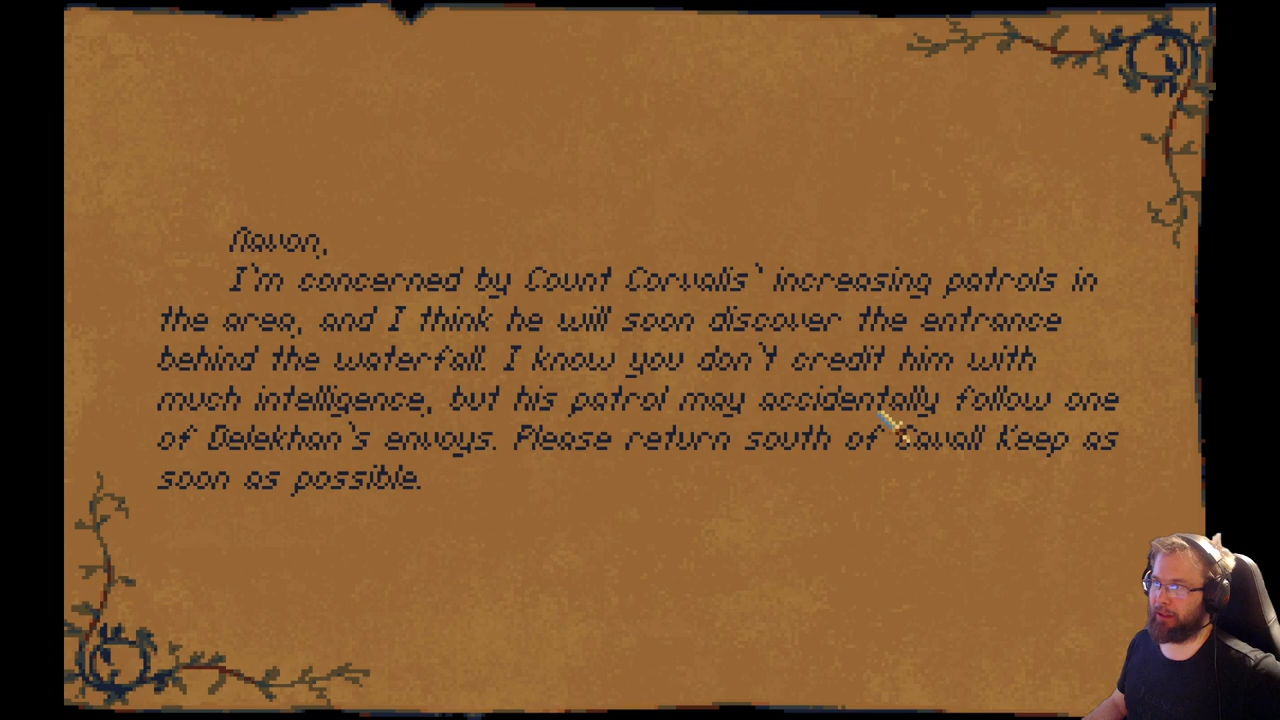 Navon,
I'm concerned by Count Corvalis' increasing patrols in
the area, and I think he will soon discover the entrance
behind the waterfall. I know you don't credit him with
much intelligence, but his patrol may accidentally follow one
of Delekhan's envoys. Please return south of Cavall Keep as
soon as possible.